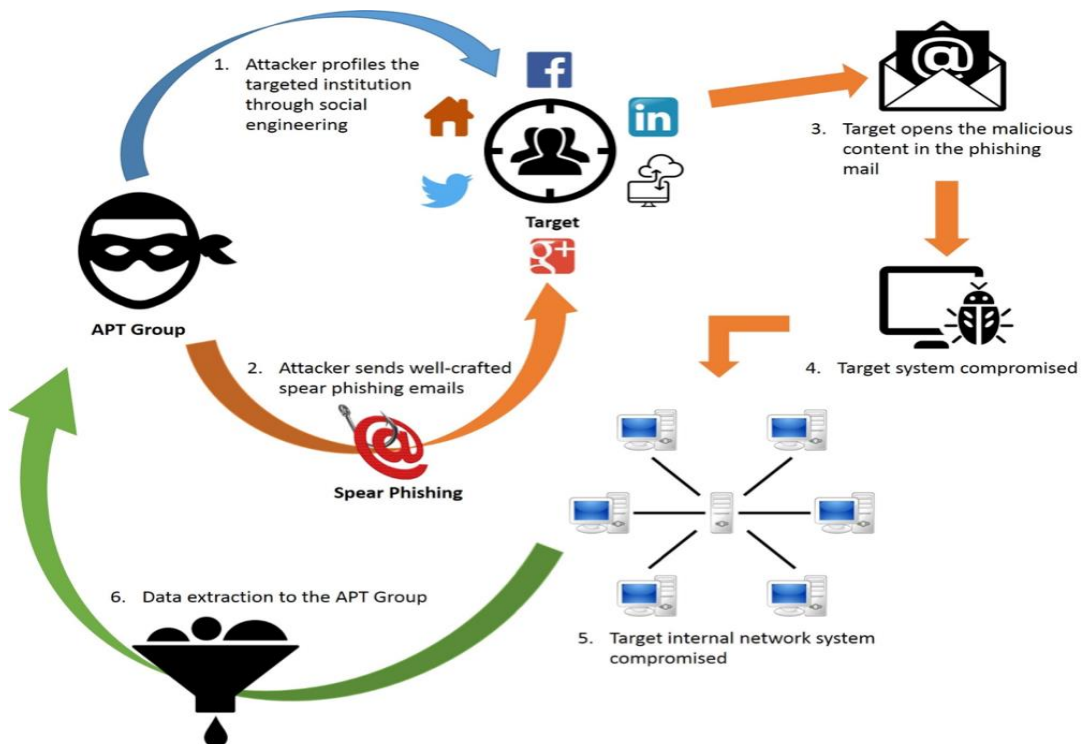 1. Attacker profiles the
targeted institution
through social
engineering
f
in
Target
g+
3. Target opens the malicious
content in the phishing
mail
@
APT Group
2. Attacker sends well-crafted
spear phishing emails
@
Spear Phishing
4. Target system compromised
5. Target internal network system
compromised
6. Data extraction to the APT Group